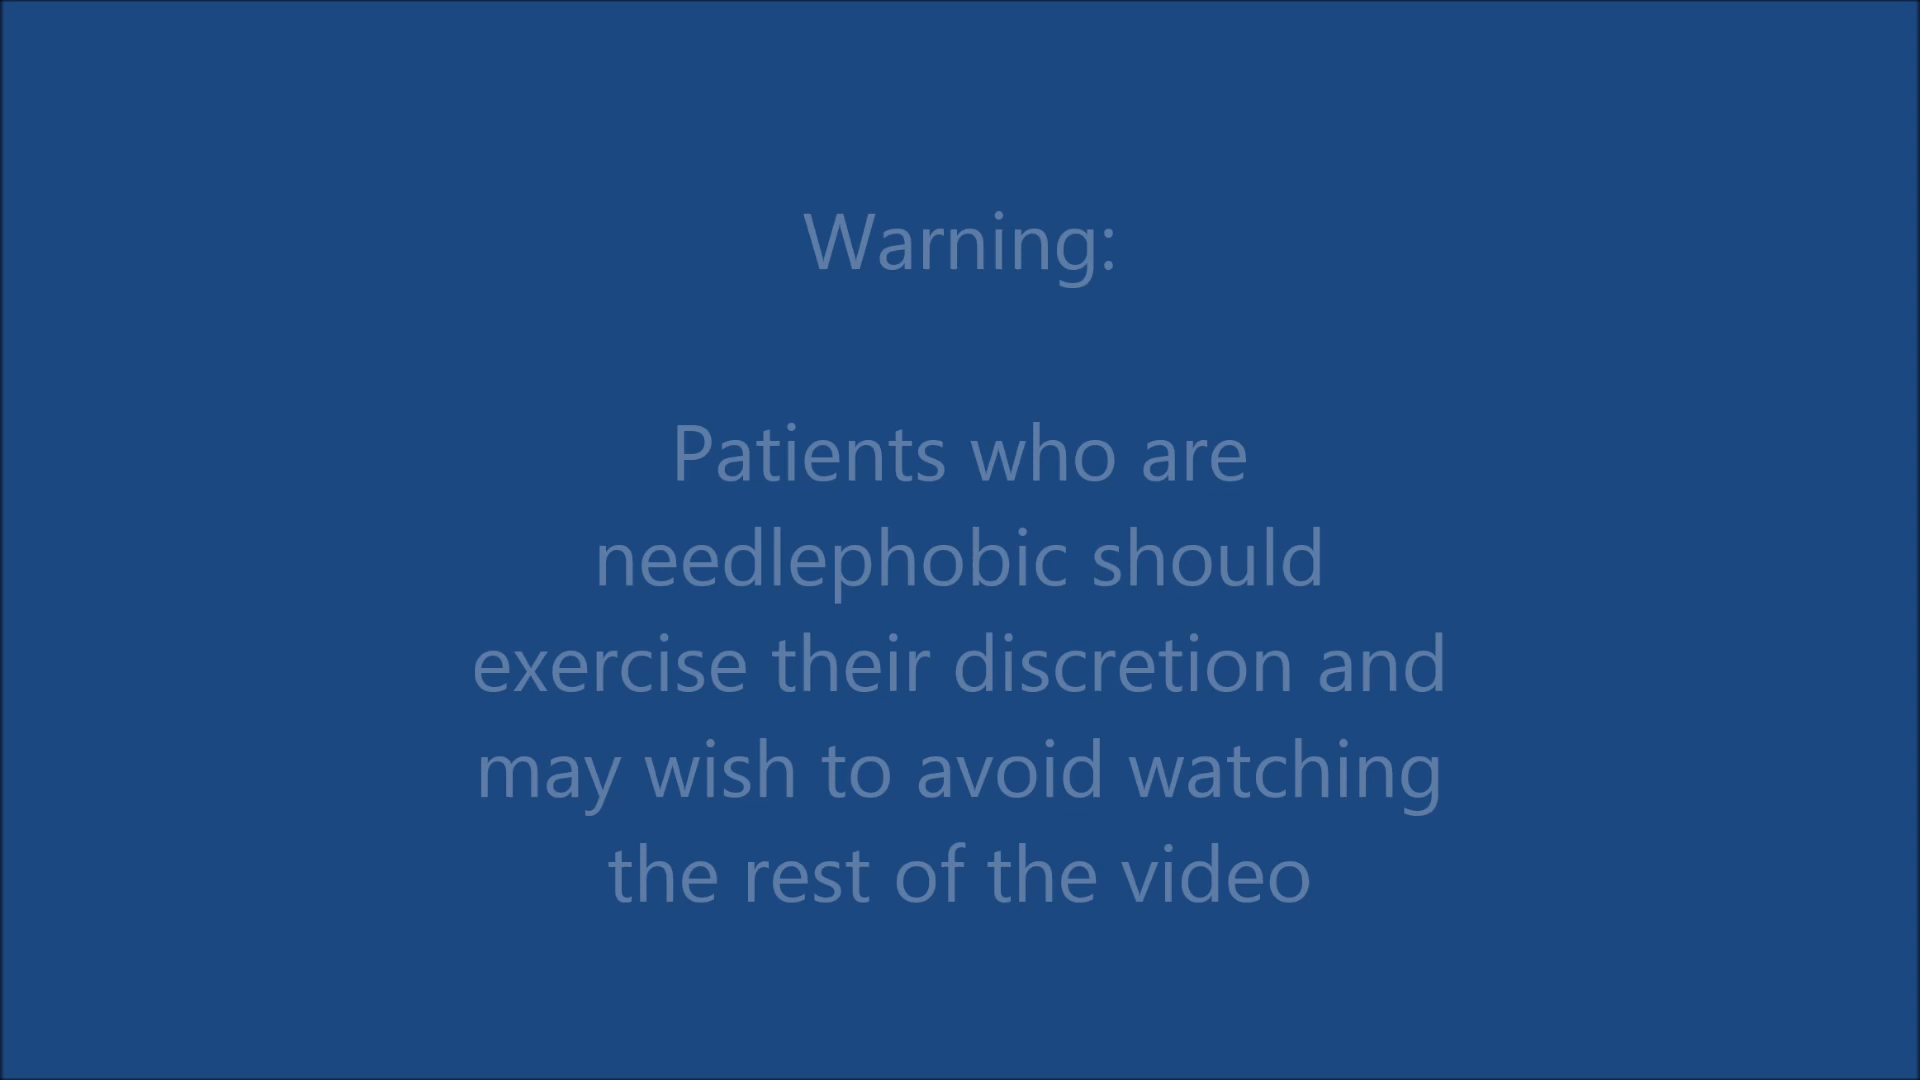 Warning:
Patients who are
needlephobic should
exercise their discretion and
may wish to avoid watching
the rest of the video